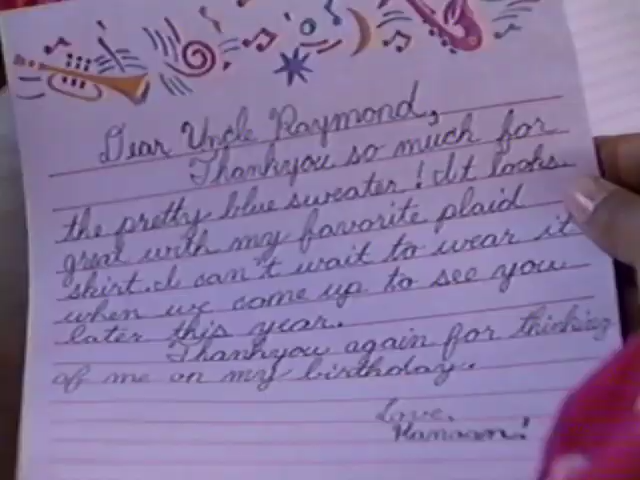 Dear Uncle Raymond,
Thankyou so much for
the pretty blue sweater! It looks
great with my favorite plaid
skirt. I can't wait to wear it
when we come up to see you
later this year.
Thankyou again for thinking
of me on my birthday.
Love,